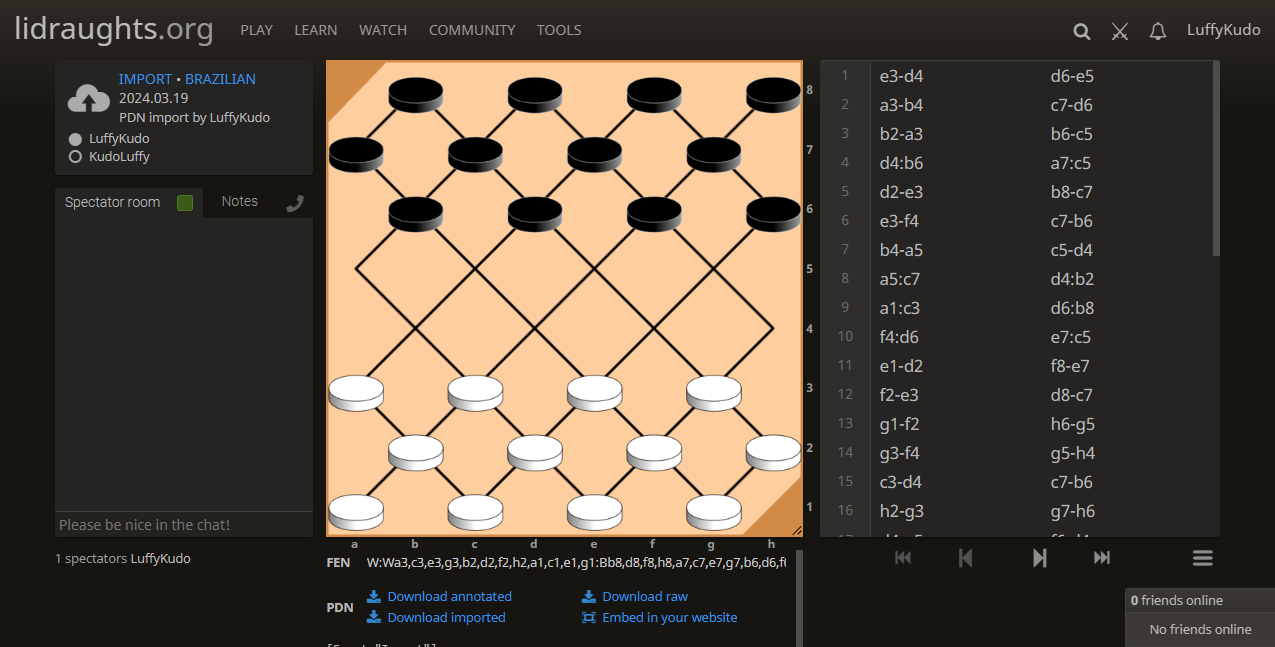 lidraughts.org PLAY LEARN WATCH COMMUNITY TOOLS LuffyKudo
IMPORT • BRAZILIAN
2024.03.19
PDN import by LuffyKudo
LuffyKudo
KudoLuffy
Spectator room Notes
Please be nice in the chat!
1 spectators LuffyKudo
8
7
6
5
4
3
2
1
a b c d e f g h
FEN W:Wa3,c3,e3,g3,b2,d2,f2,h2,a1,c1,e1,g1:Bb8,d8,f8,h8,a7,c7,e7,g7,b6,d6,f6
PDN
Download annotated Download raw
Download imported Embed in your website
1 e3-d4 d6-e5
2 a3-b4 c7-d6
3 b2-a3 b6-c5
4 d4:b6 a7:c5
5 d2-e3 b8-c7
6 e3-f4 c7-b6
7 b4-a5 c5-d4
8 a5:c7 d4:b2
9 a1:c3 d6:b8
10 f4:d6 e7:c5
11 e1-d2 f8-e7
12 f2-e3 d8-c7
13 g1-f2 h6-g5
14 g3-f4 g5-h4
15 c3-d4 c7-b6
16 h2-g3 g7-h6
0 friends online
No friends online